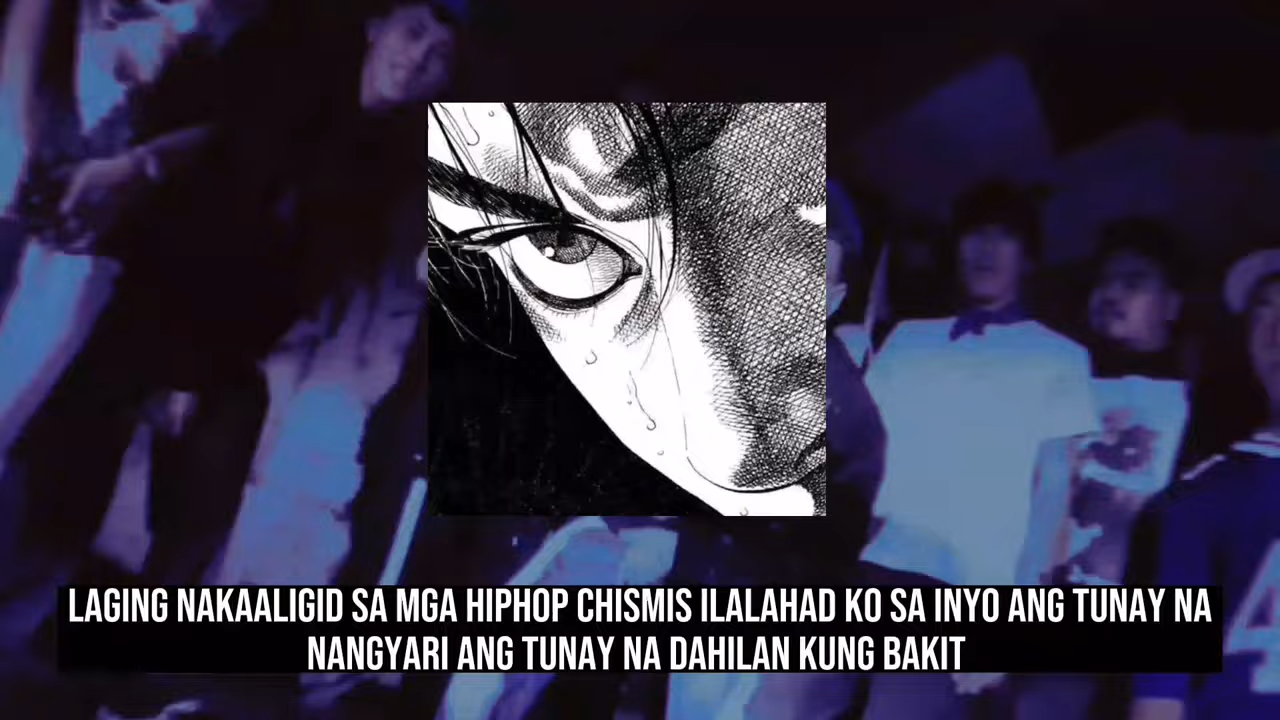 LAGING NAKAALIGID SA MGA HIPHOP CHISMIS ILALAHAD KO SA INYO ANG TUNAY NA
NANGYARI ANG TUNAY NA DAHILAN KUNG BAKIT